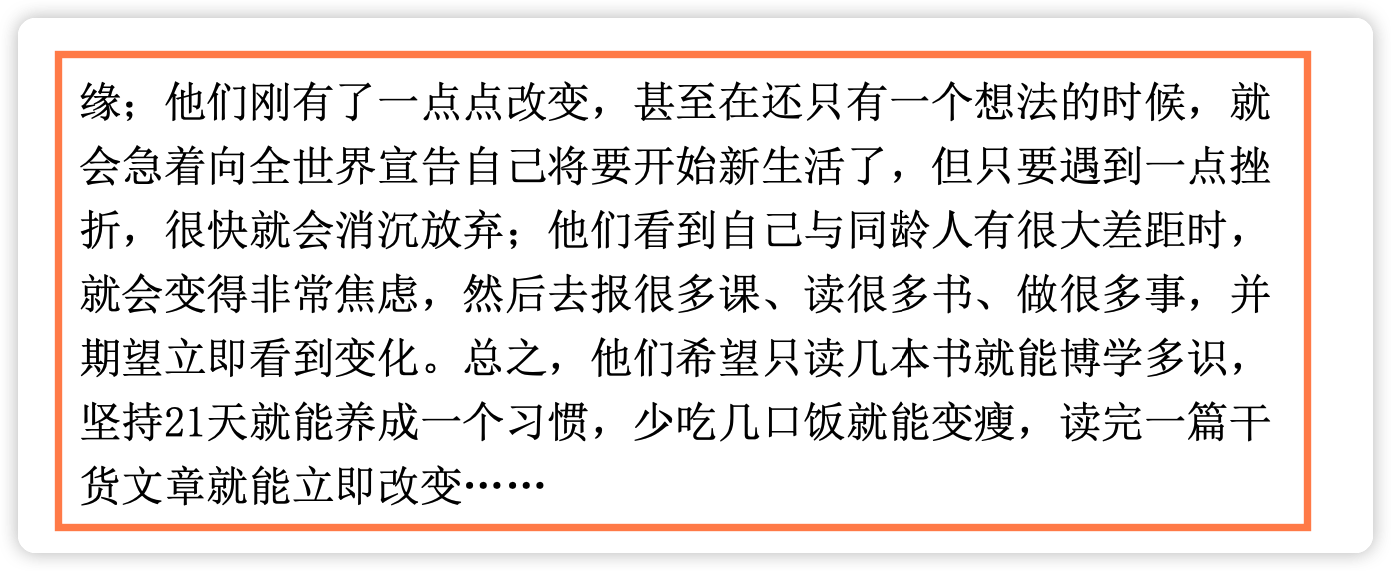 缘；他们刚有了一点点改变，甚至在还只有一个想法的时候，就
会急着向全世界宣告自己将要开始新生活了，但只要遇到一点挫
折，很快就会消沉放弃；他们看到自己与同龄人有很大差距时，
就会变得非常焦虑，然后去报很多课、读很多书、做很多事，并
期望立即看到变化。总之，他们希望只读几本书就能博学多识，
坚持21天就能养成一个习惯，少吃几口饭就能变瘦，读完一篇干
货文章就能立即改变……